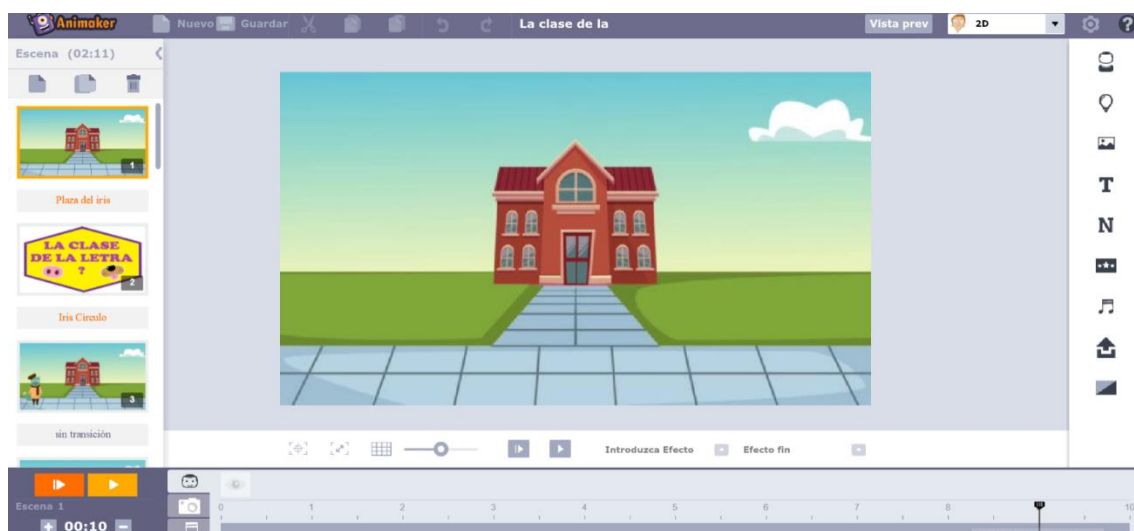 Animaker
Nuevo
Guardar
La clase de la
Vista prev
2D
?
Escena (02:11)
1
Plaza del iris
LA CLASE
DE LA LETRA
?
2
Iris Circulo
3
sin transición
T
N
Introduzca Efecto
Efecto fin
Escena 1
+ 00:10 −
0 1 2 3 4 5 6 7 8 10